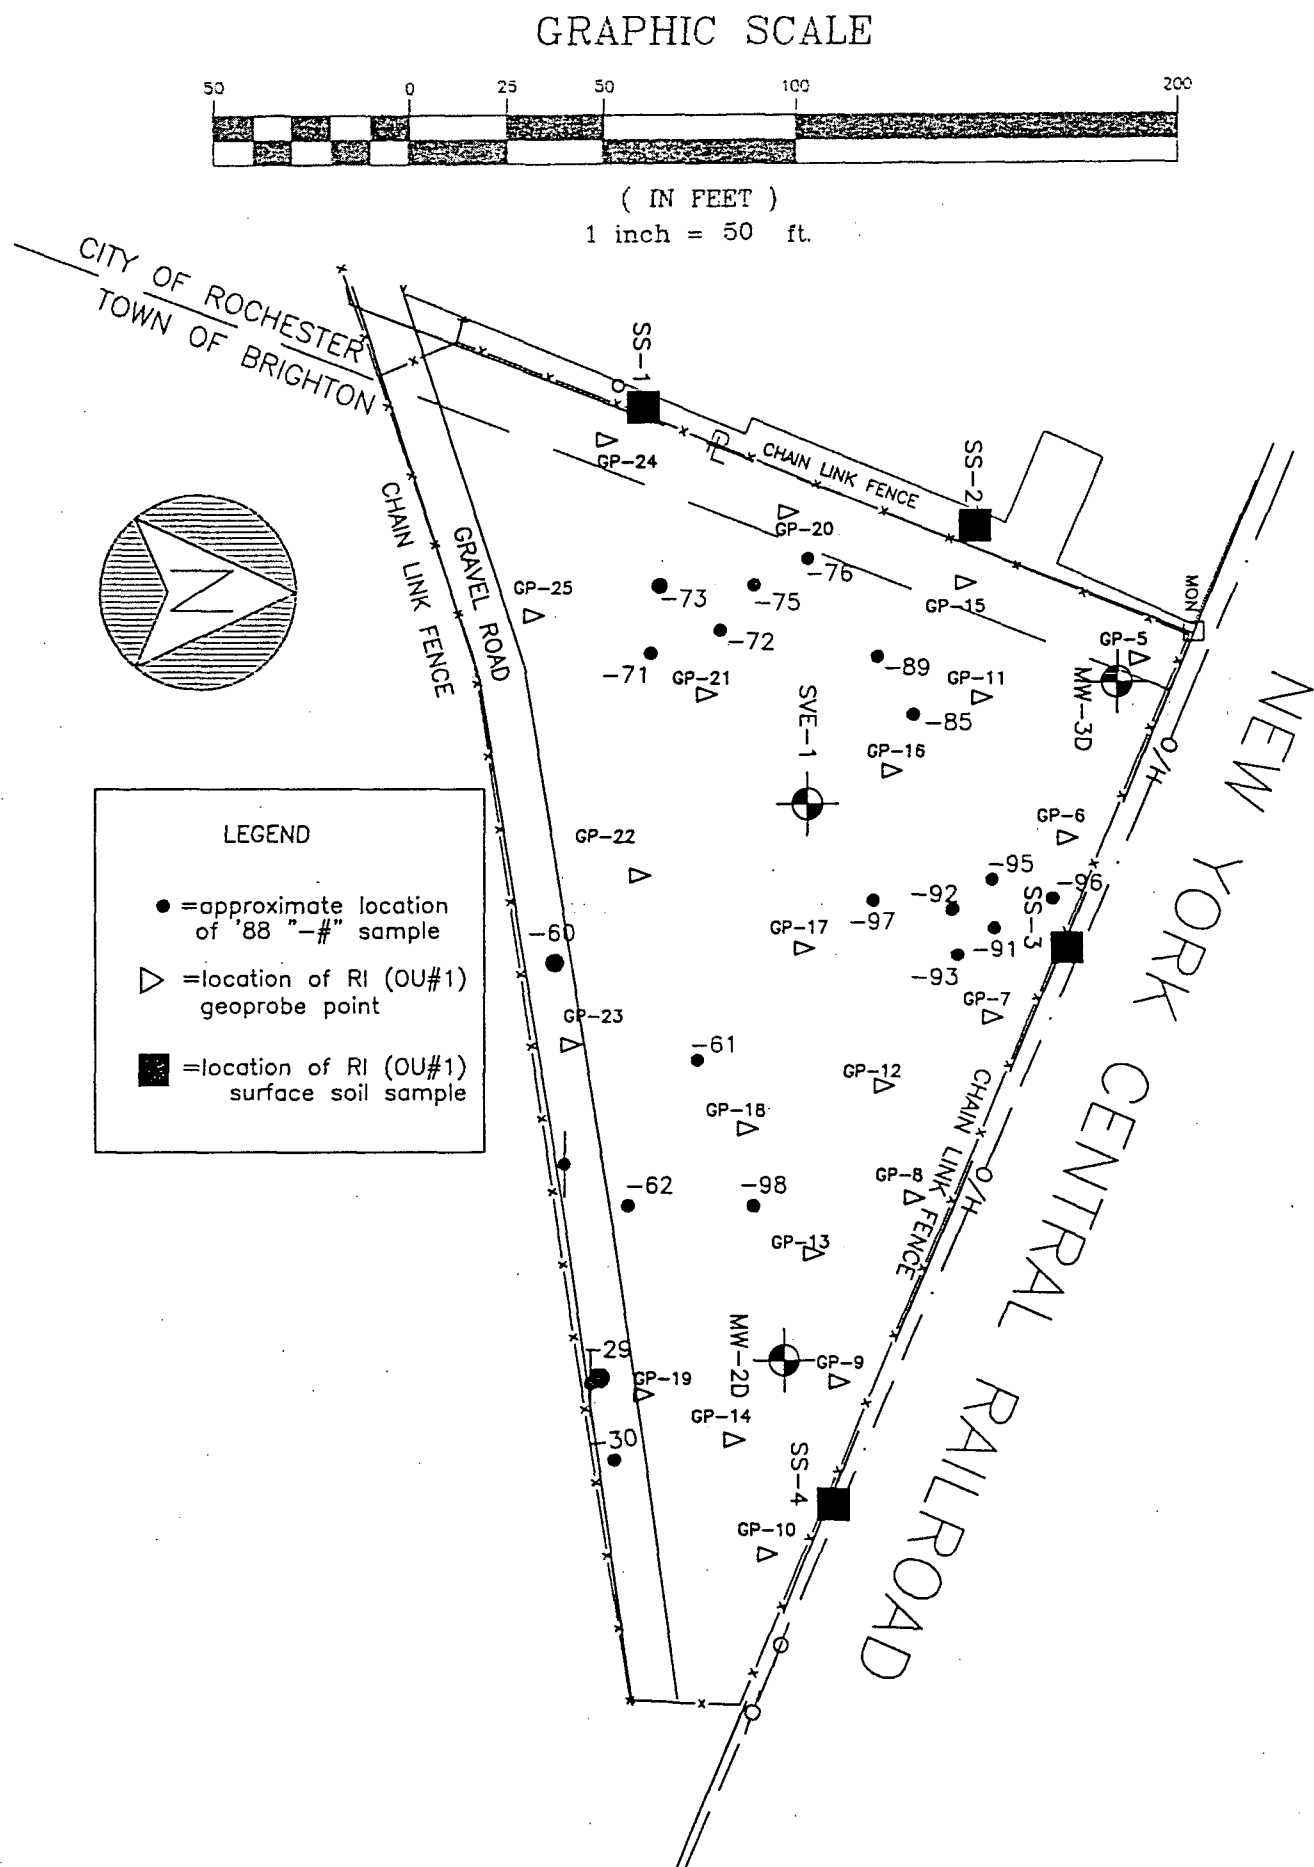 GRAPHIC SCALE
50 0 25 50 100 200
( IN FEET )
1 inch = 50 ft.
CITY OF ROCHESTER
TOWN OF BRIGHTON
SS-1
GP-24
PL
CHAIN LINK FENCE
SS-2
GP-20
-76
GP-15
MON
GP-5
MW-3D
CHAIN LINK FENCE
GRAVEL ROAD
GP-25
-73
-75
-72
-71
GP-21
-89
GP-11
-85
GP-16
SVE-1
N
O/H
NEW YORK CENTRAL RAILROAD
GP-6
GP-22
-95
-96
-92
-97
SS-3
-91
-93
GP-17
GP-7
-60
GP-23
-61
GP-12
GP-18
CHAIN LINK FENCE
GP-8
O/H
-62
-98
GP-13
-29
MW-2D
GP-9
GP-19
GP-14
-30
SS-4
GP-10
LEGEND
=approximate location
of '88 "-#" sample
=location of RI (OU#1)
geoprobe point
=location of RI (OU#1)
surface soil sample